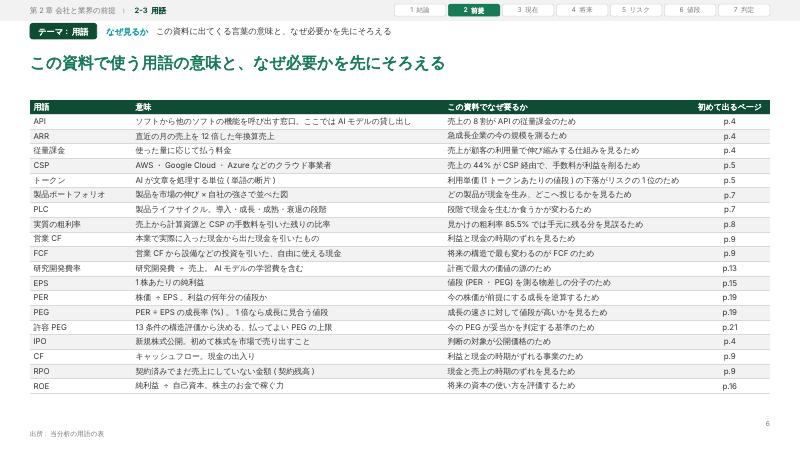 第 2 章 会社と業界の前提 | 2-3 用語
1 結論 2 前提 3 現在 4 将来 5 リスク 6 値段 7 判定
テーマ：用語 なぜ見るか この資料に出てくる言葉の意味と、なぜ必要かを先にそろえる
この資料で使う用語の意味と、なぜ必要かを先にそろえる
用語 意味 この資料でなぜ要るか 初めて出るページ
API ソフトから他のソフトの機能を呼び出す窓口。ここでは AI モデルの貸し出し 売上の 8 割が API の従量課金のため p.4
ARR 直近の月の売上を 12 倍した年換算売上 急成長企業の今の規模を測るため p.4
従量課金 使った量に応じて払う料金 売上が顧客の利用量で伸び縮みする仕組みを見るため p.4
CSP AWS ・ Google Cloud ・ Azure などのクラウド事業者 売上の 44% が CSP 経由で、手数料が利益を削るため p.5
トークン AI が文章を処理する単位 ( 単語の断片 ) 利用単価 (1 トークンあたりの値段 ) の下落がリスクの 1 位のため p.5
製品ポートフォリオ 製品を市場の伸び × 自社の強さで並べた図 どの製品が現金を生み、どこへ投じるかを見るため p.7
PLC 製品ライフサイクル。導入・成長・成熟・衰退の段階 段階で現金を生むか食うかが変わるため p.7
実質の粗利率 売上から計算資源と CSP の手数料を引いた残りの比率 見かけの粗利率 85.5% では手元に残る分を見誤るため p.8
営業 CF 本業で実際に入った現金から出た現金を引いたもの 利益と現金の時期のずれを見るため p.9
FCF 営業 CF から設備などの投資を引いた、自由に使える現金 将来の構造で最も変わるのが FCF のため p.9
研究開発費率 研究開発費 ÷ 売上。 AI モデルの学習費を含む 計画で最大の価値の源のため p.13
EPS 1 株あたりの純利益 値段 (PER ・ PEG) を測る物差しの分子のため p.15
PER 株価 ÷ EPS 。利益の何年分の値段か 今の株価が前提にする成長を逆算するため p.19
PEG PER ÷ EPS の成長率 (%) 。 1 倍なら成長に見合う値段 成長の速さに対して値段が高いかを見るため p.19
許容 PEG 13 条件の構造評価から決める、払ってよい PEG の上限 今の PEG が妥当かを判定する基準のため p.21
IPO 新規株式公開。初めて株式を市場で売り出すこと 判断の対象が公開価格のため p.4
CF キャッシュフロー。現金の出入り 利益と現金の時期がずれる事業のため p.9
RPO 契約済みでまだ売上にしていない金額 ( 契約残高 ) 現金と売上の時期のずれを見るため p.9
ROE 純利益 ÷ 自己資本。株主のお金で稼ぐ力 将来の資本の使い方を評価するため p.16
6
出所：当分析の用語の表